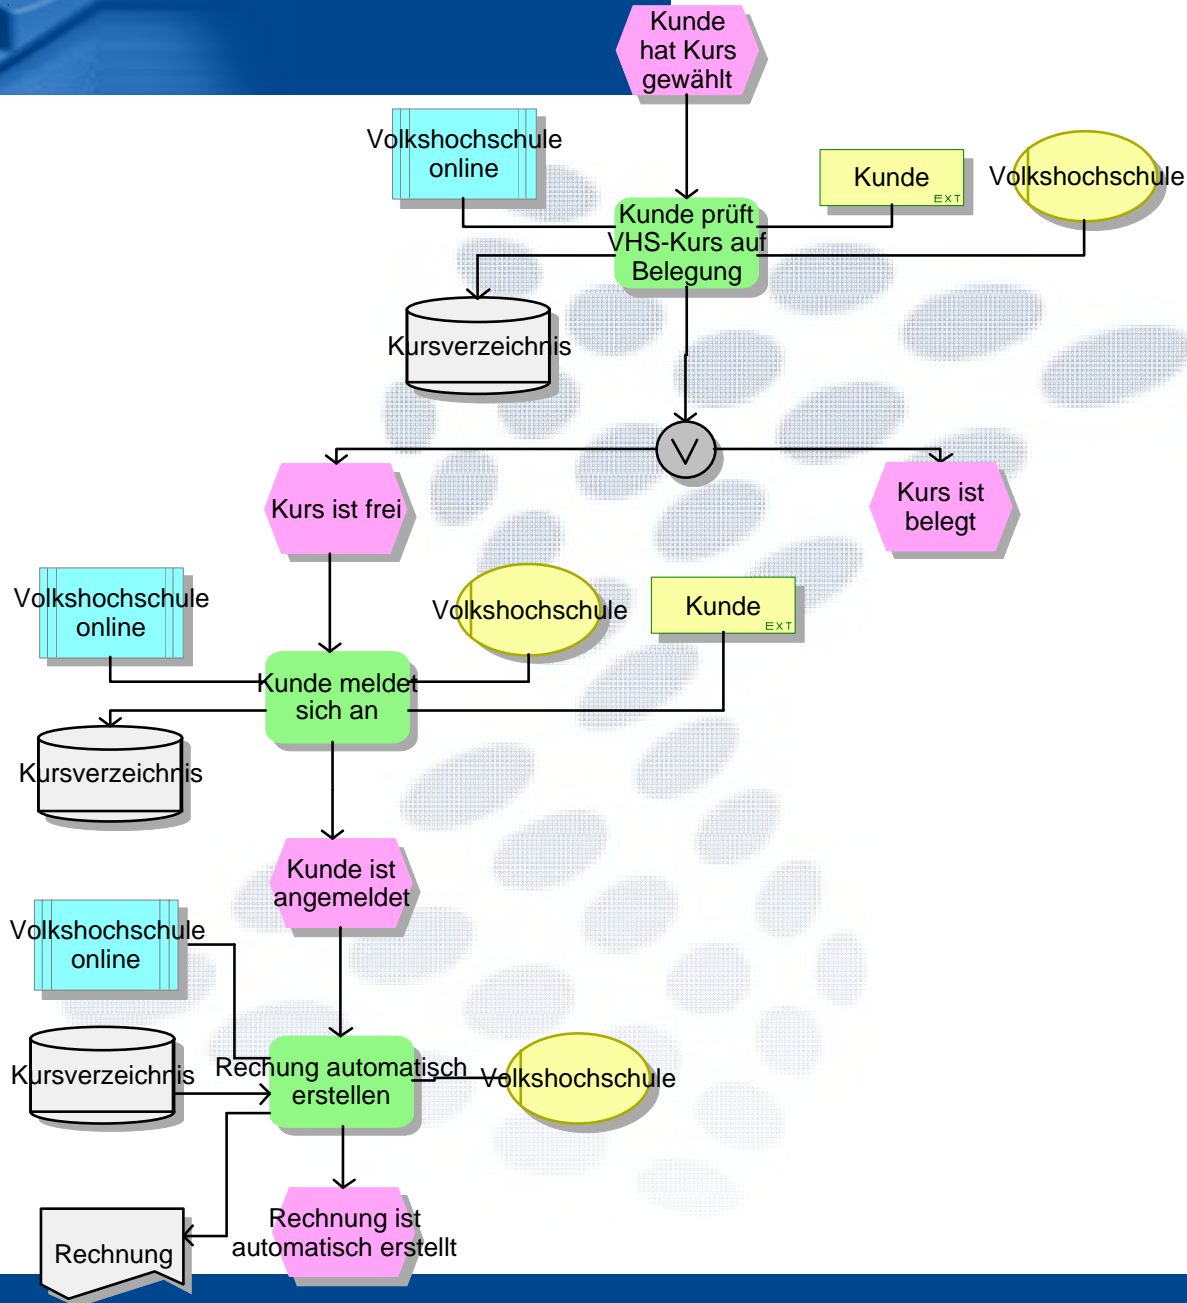 Kunde
hat Kurs
gewählt
Volkshochschule
online
Kunde
EXT
Volkshochschule
Kunde prüft
VHS-Kurs auf
Belegung
Kursverzeichnis
V
Kurs ist frei
Kurs ist
belegt
Volkshochschule
online
Volkshochschule
Kunde
EXT
Kunde meldet
sich an
Kursverzeichnis
Kunde ist
angemeldet
Volkshochschule
online
Kursverzeichnis
Rechung automatisch
erstellen
Volkshochschule
Rechnung
Rechnung ist
automatisch erstellt